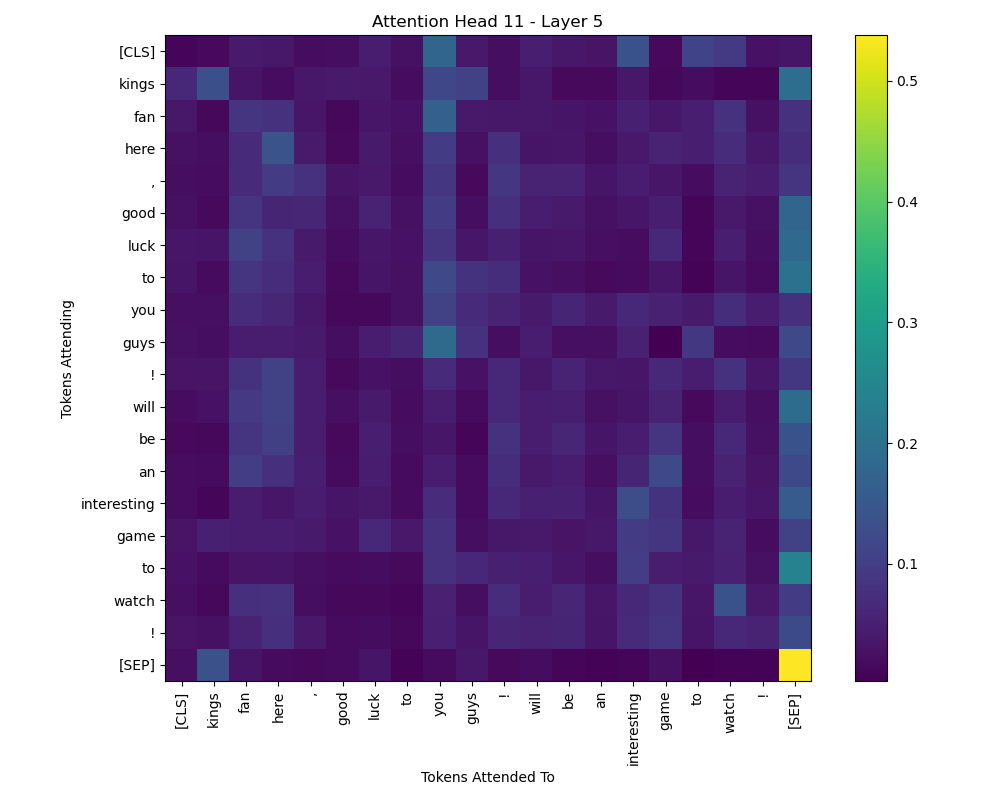 Attention Head 11 - Layer 5
Tokens Attending
[CLS]
kings
fan
here
,
good
luck
to
you
guys
!
will
be
an
interesting
game
to
watch
!
[SEP]
[CLS]
kings
fan
here
,
good
luck
to
you
guys
!
will
be
an
interesting
game
to
watch
!
[SEP]
Tokens Attended To
0.5
0.4
0.3
0.2
0.1